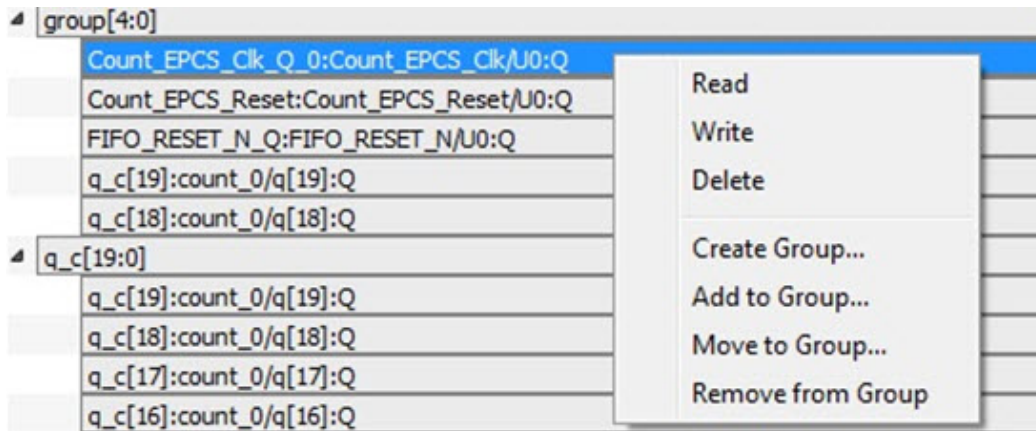 group[4:0]
Count_EPCS_Clk_Q_0:Count_EPCS_Clk/U0:Q
Count_EPCS_Reset:Count_EPCS_Reset/U0:Q
FIFO_RESET_N_Q:FIFO_RESET_N/U0:Q
q_c[19]:count_0/q[19]:Q
q_c[18]:count_0/q[18]:Q
q_c[19:0]
q_c[19]:count_0/q[19]:Q
q_c[18]:count_0/q[18]:Q
q_c[17]:count_0/q[17]:Q
q_c[16]:count_0/q[16]:Q
Read
Write
Delete
Create Group...
Add to Group...
Move to Group...
Remove from Group